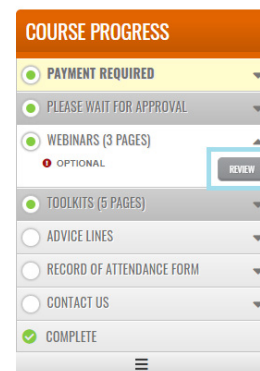 COURSE PROGRESS
PAYMENT REQUIRED
PLEASE WAIT FOR APPROVAL
WEBINARS (3 PAGES)
OPTIONAL
REVIEW
TOOLKITS (5 PAGES)
ADVICE LINES
RECORD OF ATTENDANCE FORM
CONTACT US
COMPLETE